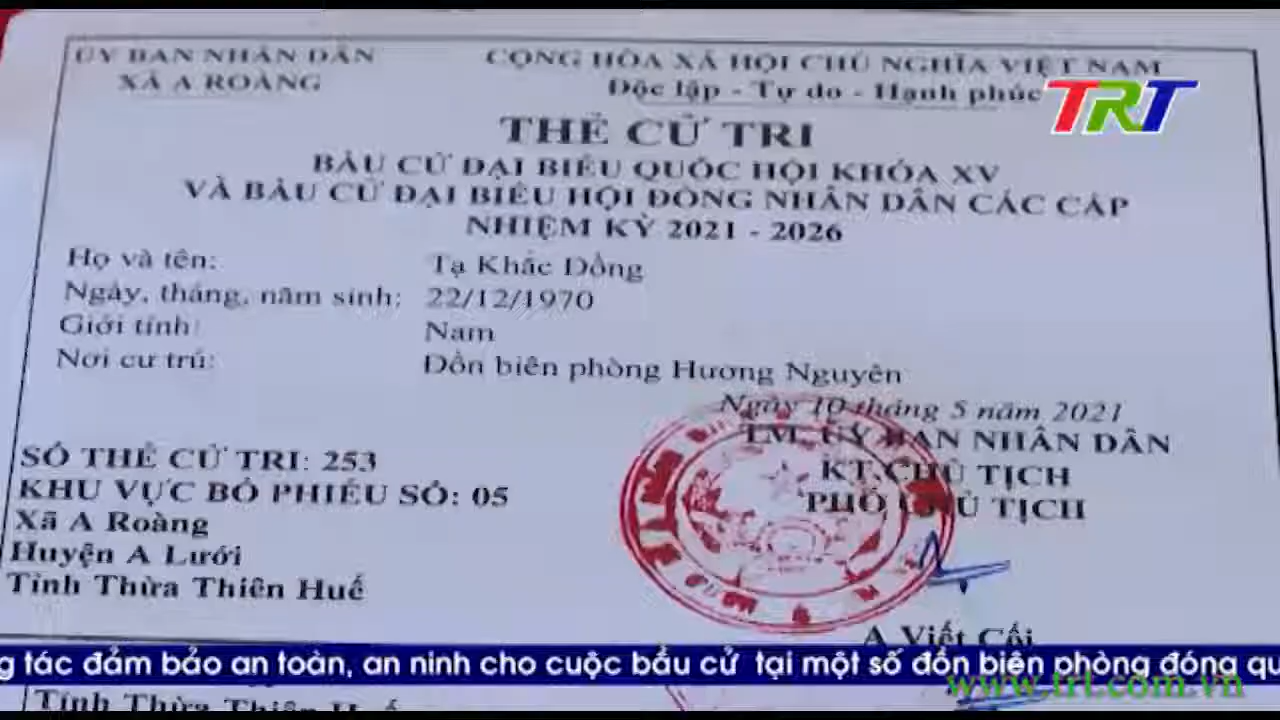 ỦY BAN NHÂN DÂN
XÃ A ROÀNG
CỘNG HÒA XÃ HỘI CHỦ NGHĨA VIỆT NAM
Độc lập - Tự do - Hạnh phúc
TRT
THẺ CỬ TRI
BẦU CỬ ĐẠI BIỂU QUỐC HỘI KHÓA XV
VÀ BẦU CỬ ĐẠI BIỂU HỘI ĐỒNG NHÂN DÂN CÁC CẤP
NHIỆM KỲ 2021 - 2026
Họ và tên: Tạ Khắc Đồng
Ngày, tháng, năm sinh: 22/12/1970
Giới tính: Nam
Nơi cư trú: Đồn biên phòng Hương Nguyên
Ngày 10 tháng 5 năm 2021
TM. ỦY BAN NHÂN DÂN
KT.CHỦ TỊCH
PHÓ CHỦ TỊCH
SỐ THẺ CỬ TRI: 253
KHU VỰC BỎ PHIẾU SỐ: 05
Xã A Roàng
Huyện A Lưới
Tỉnh Thừa Thiên Huế
A Viết Cối
g tác đảm bảo an toàn, an ninh cho cuộc bầu cử tại một số đồn biên phòng đóng qu
www.trt.com.vn
Tỉnh Thừa Thiên Huế